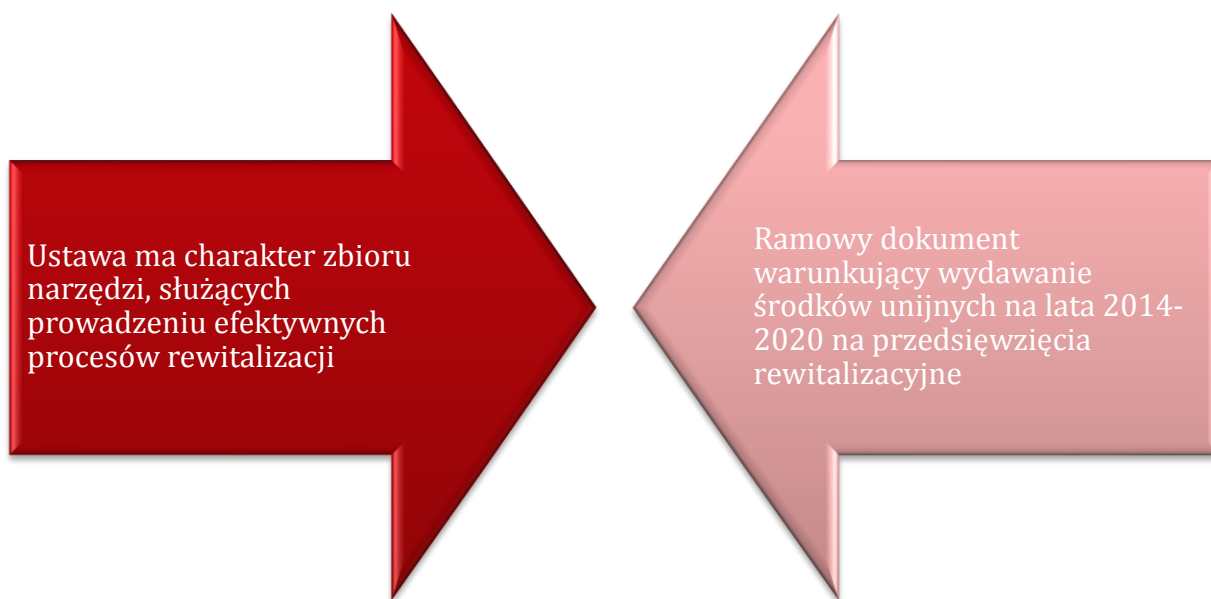 Ustawa ma charakter zbioru
narzędzi, służących
prowadzeniu efektywnych
procesów rewitalizacji
Ramowy dokument
warunkujący wydawanie
środków unijnych na lata 2014-
2020 na przedsięwzięcia
rewitalizacyjne